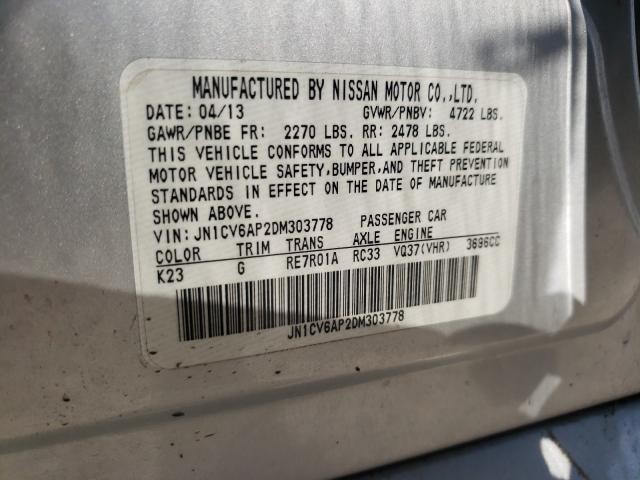 MANUFACTURED BY NISSAN MOTOR CO.,LTD.
DATE: 04/13 GVWR/PNBV: 4722 LBS.
GAWR/PNBE FR: 2270 LBS. RR: 2478 LBS.
THIS VEHICLE CONFORMS TO ALL APPLICABLE FEDERAL
MOTOR VEHICLE SAFETY,BUMPER,AND THEFT PREVENTION
STANDARDS IN EFFECT ON THE DATE OF MANUFACTURE
SHOWN ABOVE.
VIN: JN1CV6AP2DM303778 PASSENGER CAR
COLOR TRIM TRANS AXLE ENGINE
K23 G RE7R01A RC33 VQ37(VHR) 3696CC
JN1CV6AP2DM303778